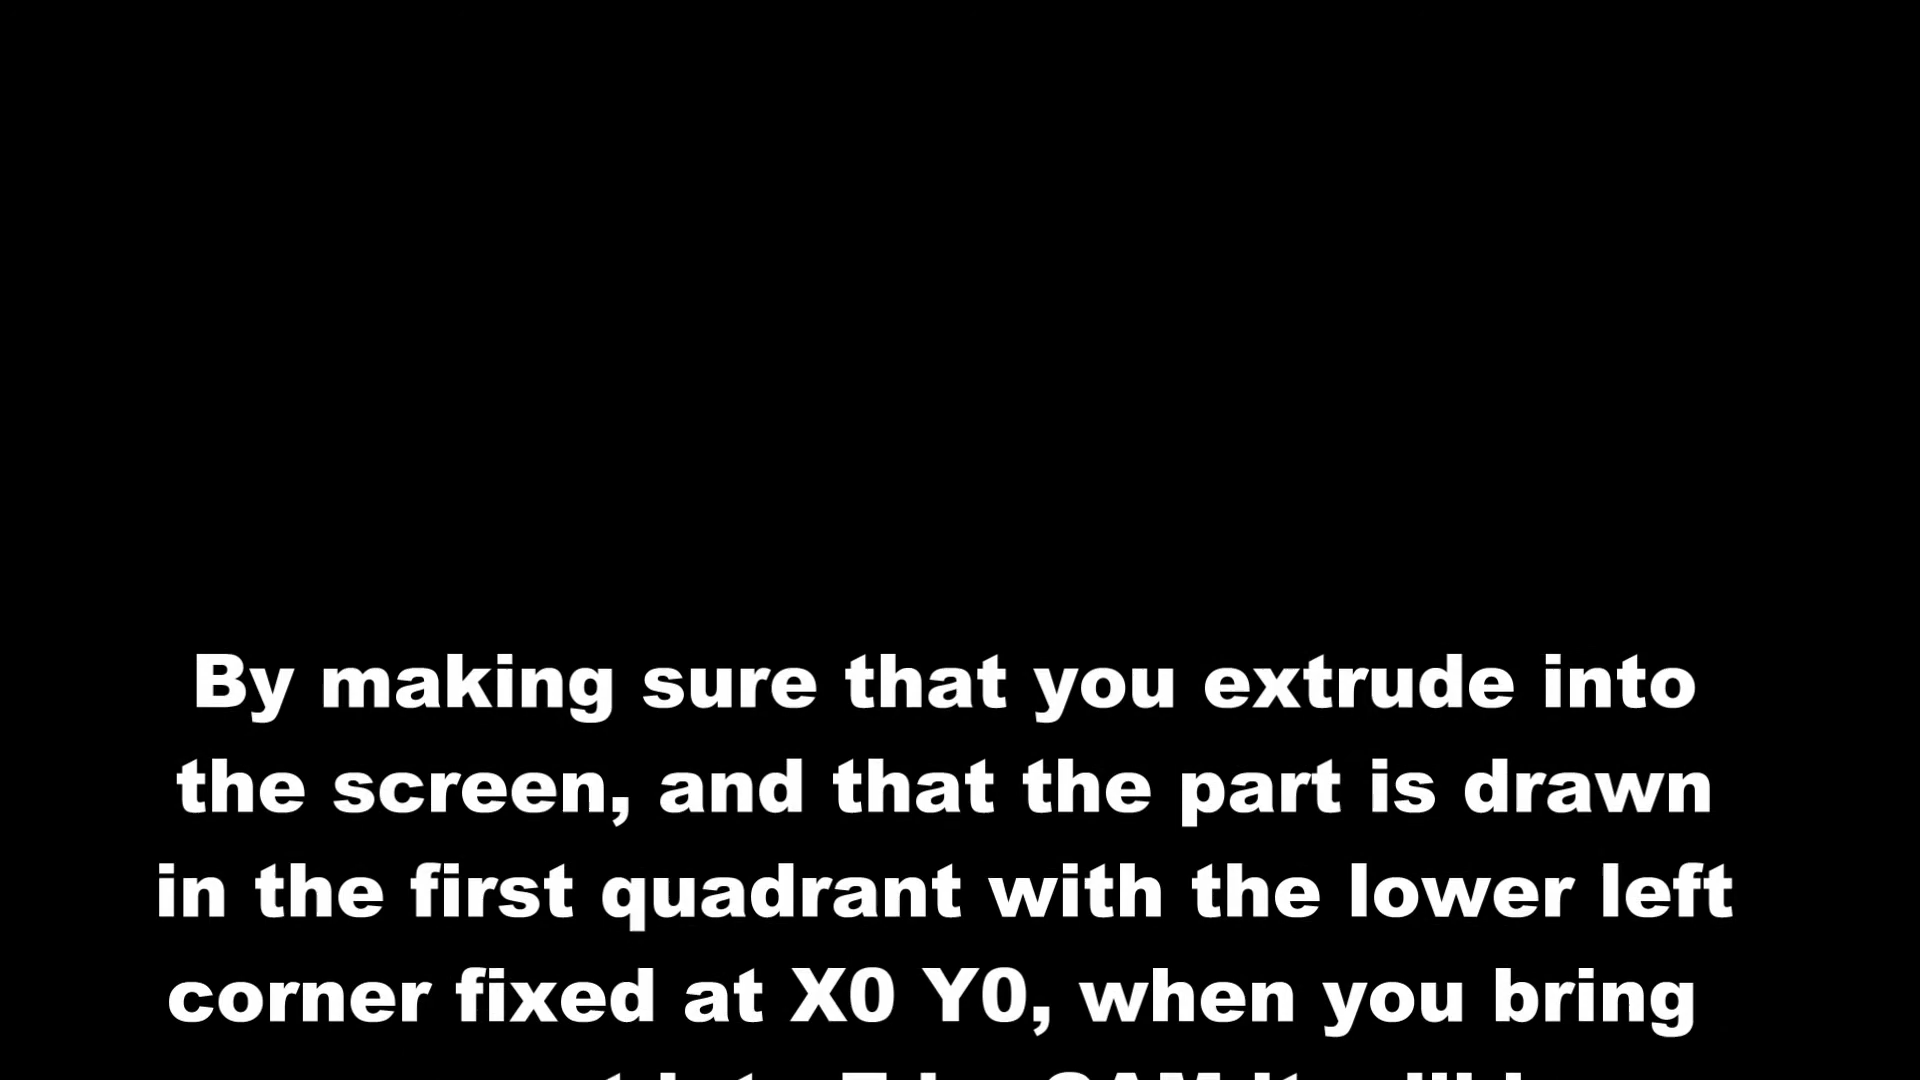 By making sure that you extrude into
the screen, and that the part is drawn
in the first quadrant with the lower left
corner fixed at X0 Y0, when you bring